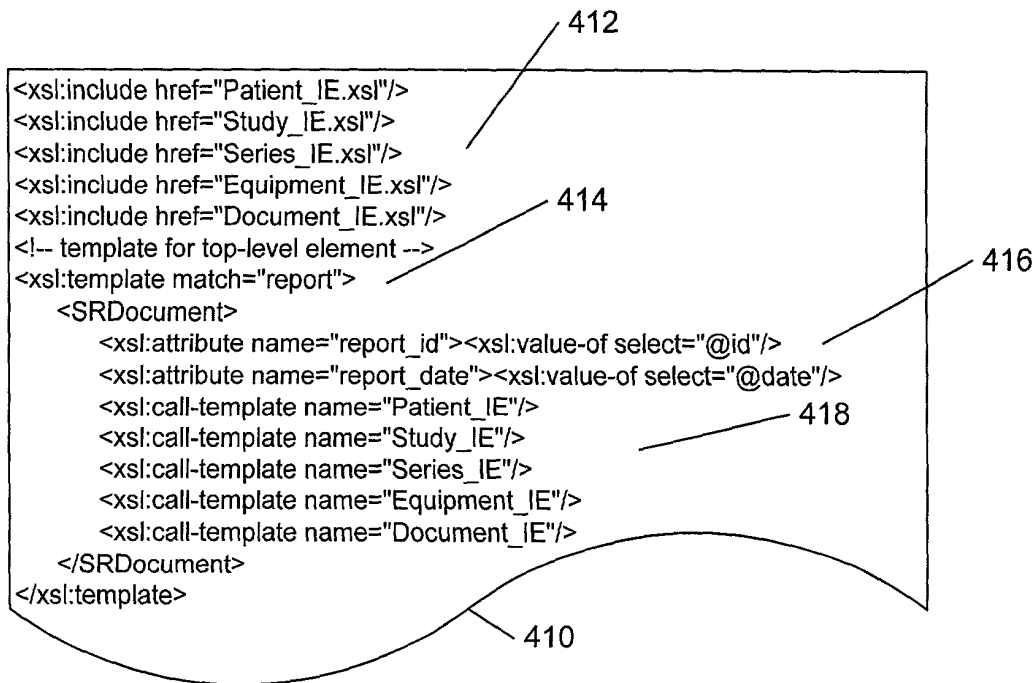 412
<xsl:include href="Patient_IE.xsl"/>
<xsl:include href="Study_IE.xsl"/>
<xsl:include href="Series_IE.xsl"/>
<xsl:include href="Equipment_IE.xsl"/>
<xsl:include href="Document_IE.xsl"/>
414
<!-- template for top-level element -->
<xsl:template match="report">
416
<SRDocument>
<xsl:attribute name="report_id"><xsl:value-of select="@id"/>
<xsl:attribute name="report_date"><xsl:value-of select="@date"/>
<xsl:call-template name="Patient_IE"/>
418
<xsl:call-template name="Study_IE"/>
<xsl:call-template name="Series_IE"/>
<xsl:call-template name="Equipment_IE"/>
<xsl:call-template name="Document_IE"/>
</SRDocument>
</xsl:template>
410